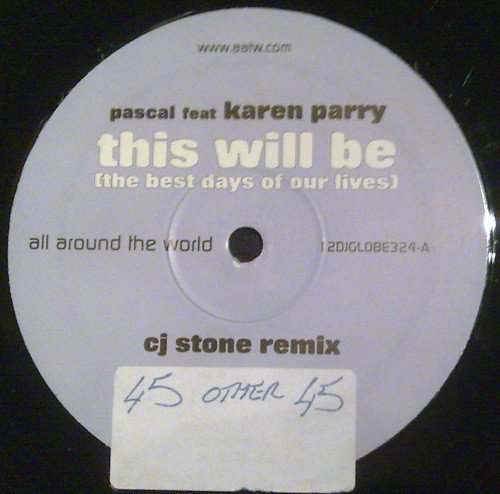 www.aatw.com
pascal feat karen parry
this will be
(the best days of our lives)
all around the world
12DJGLOBE324-A
cj stone remix
45 OTHER 45